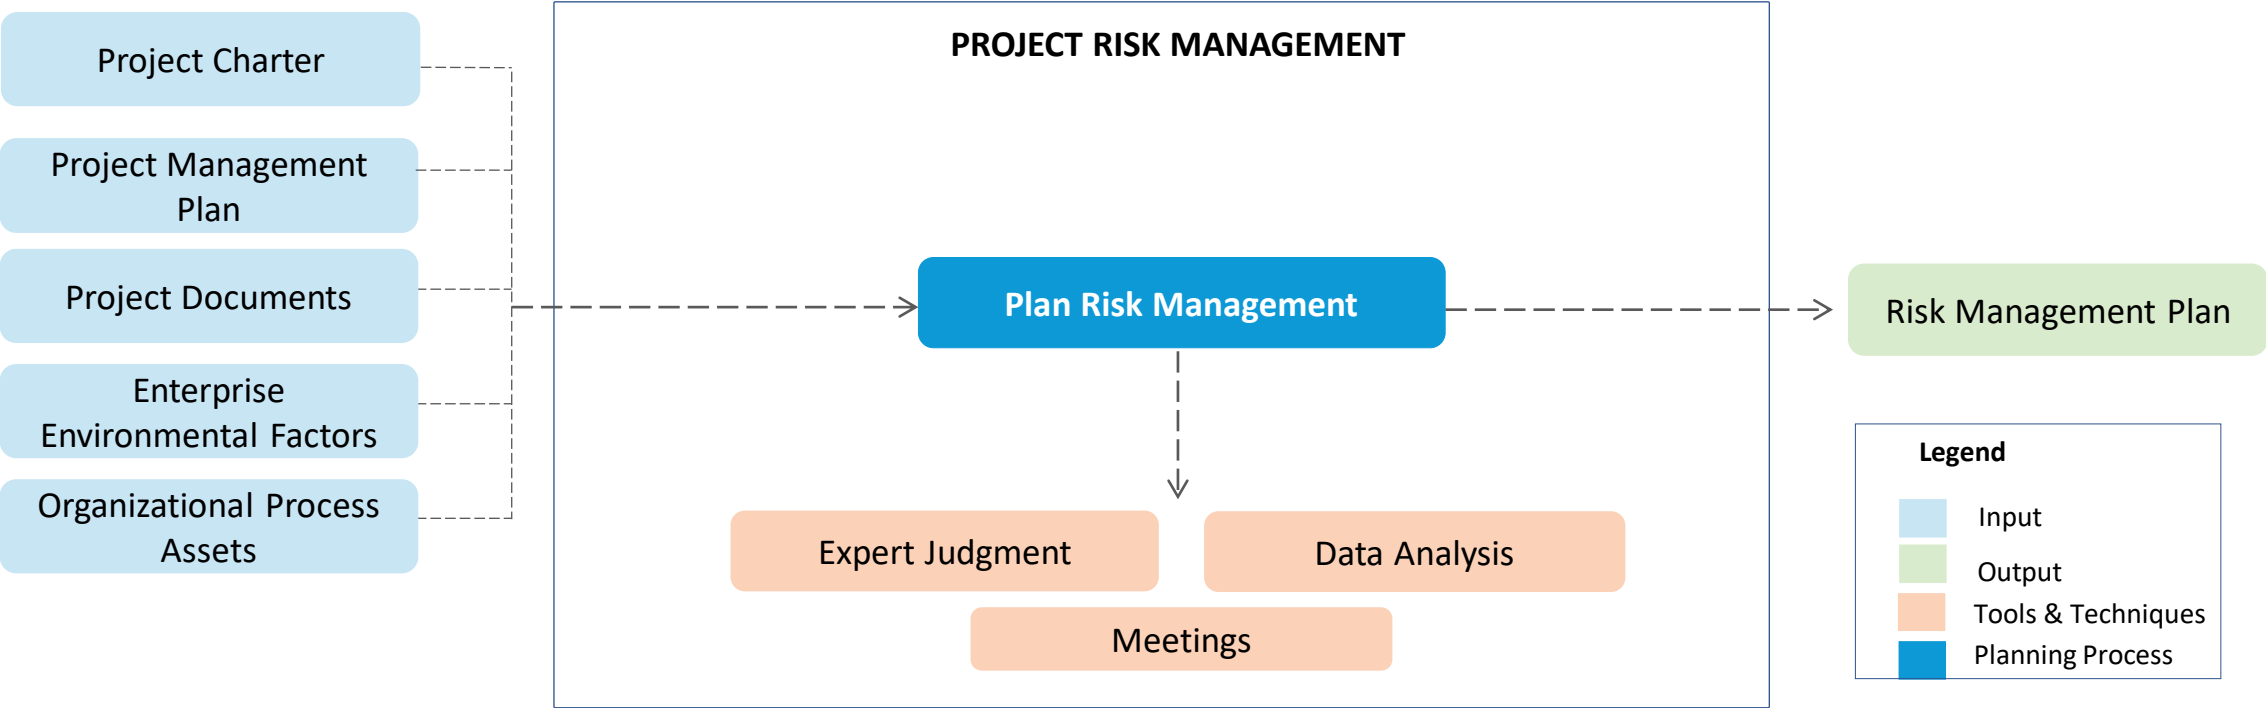 PROJECT RISK MANAGEMENT
Project Charter
Project Management
Plan
Project Documents
Enterprise
Environmental Factors
Organizational Process
Assets
Plan Risk Management
Expert Judgment
Data Analysis
Meetings
Risk Management Plan
Legend
Input
Output
Tools & Techniques
Planning Process